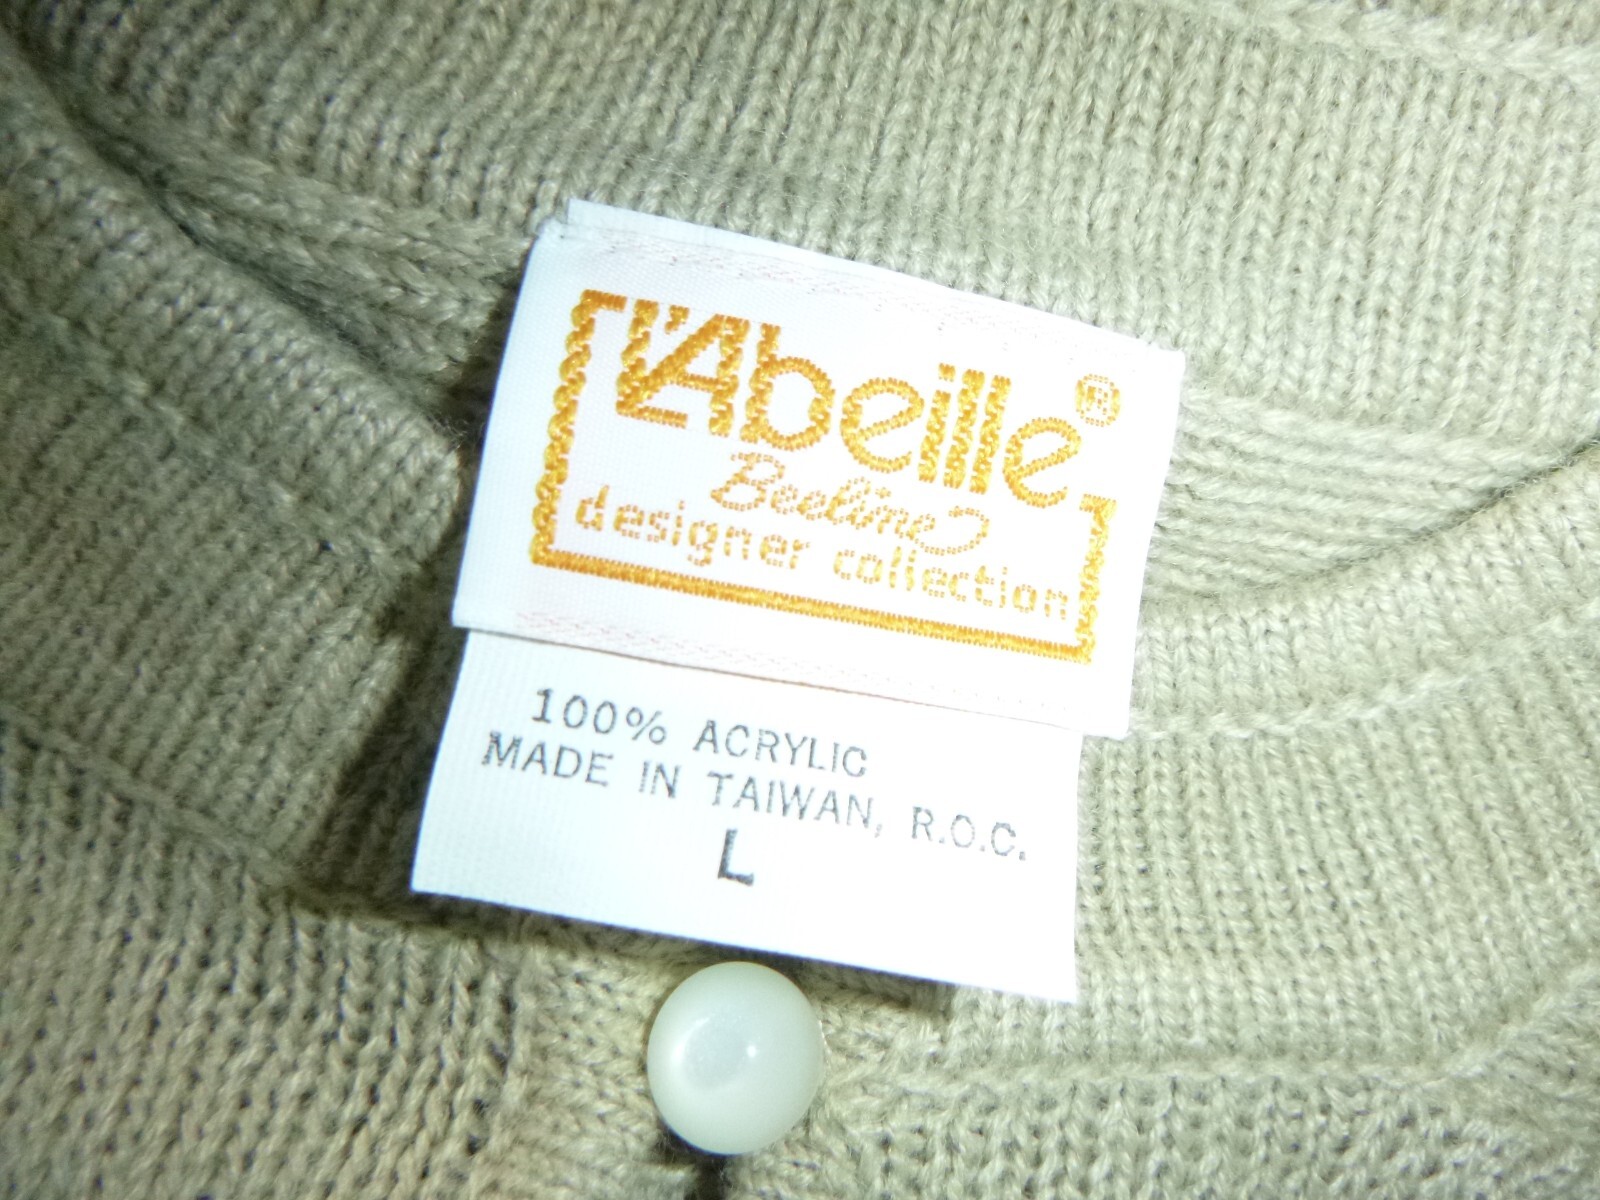 L'Abeille®
Beeline
designer collection
100% ACRYLIC
MADE IN TAIWAN, R.O.C.
L